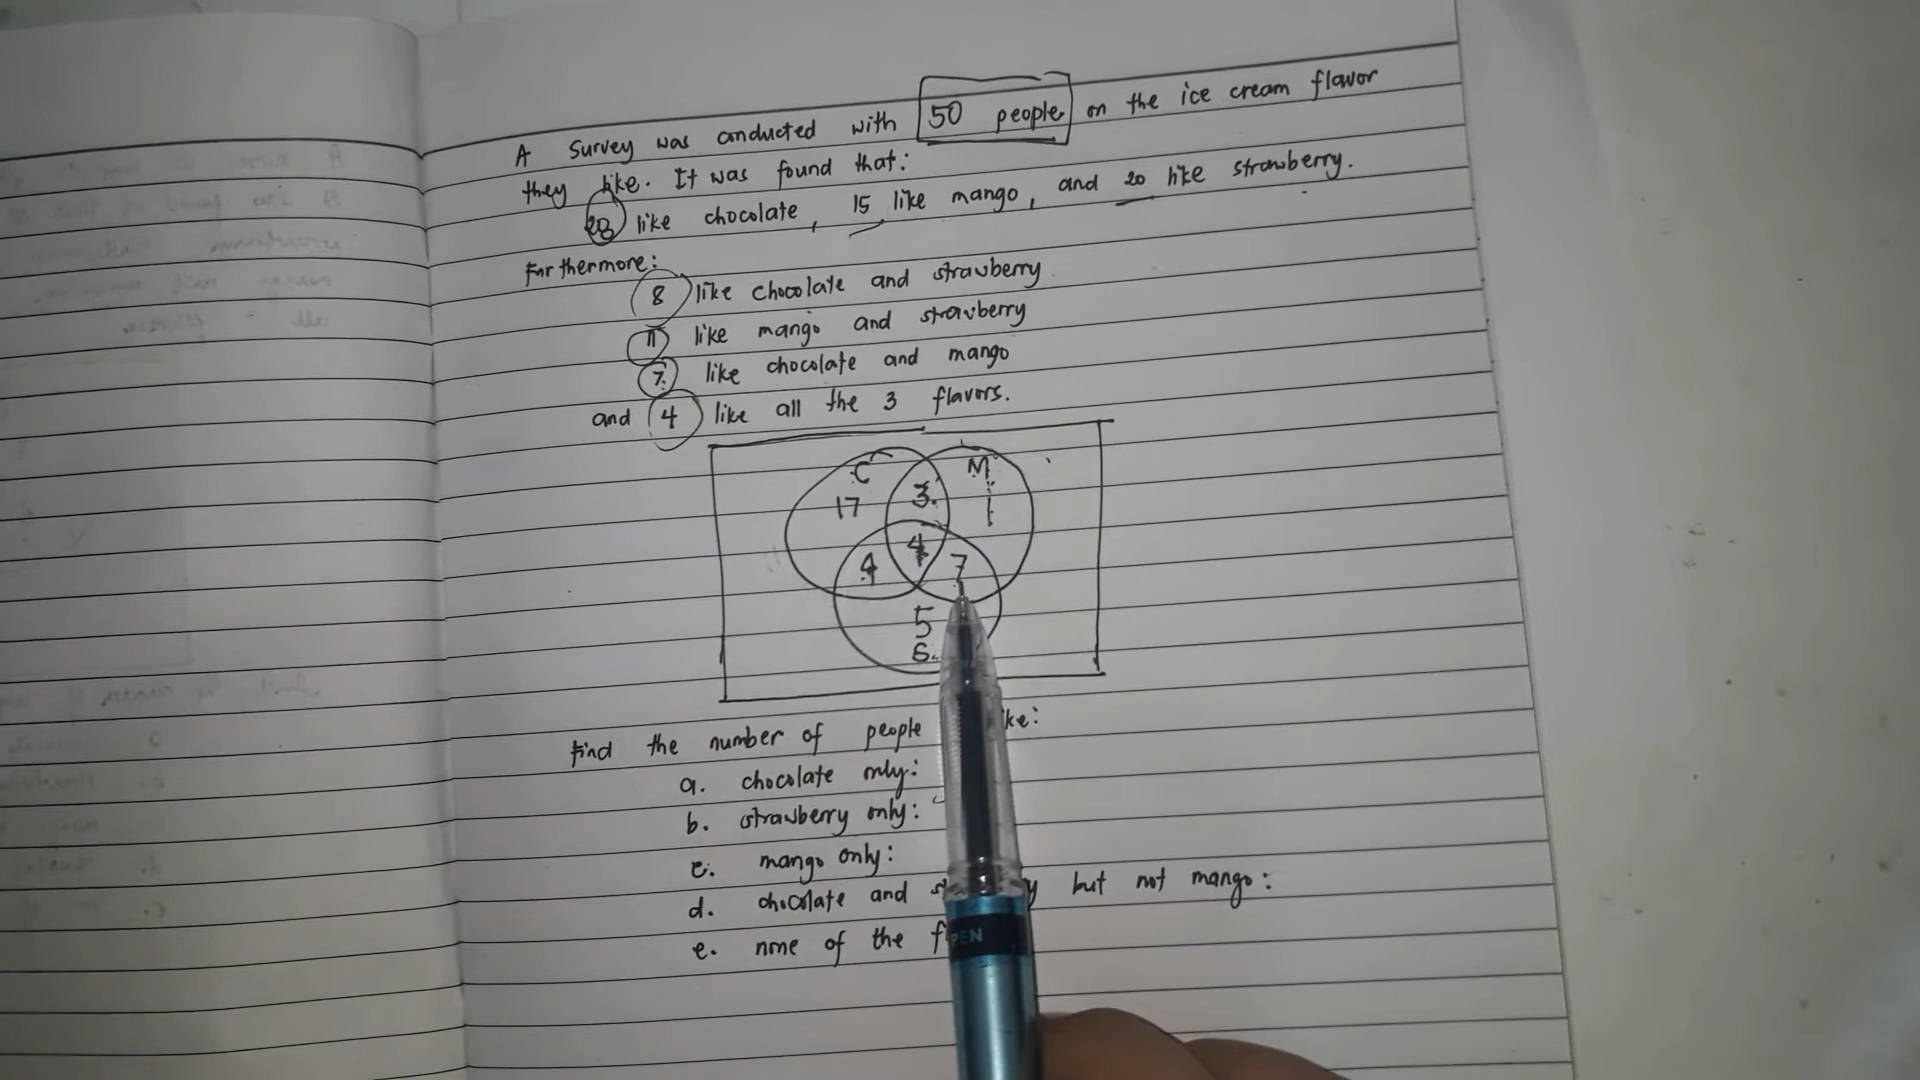 A survey was conducted with 50 people on the ice cream flavor
they like. It was found that:
28 like chocolate, 15 like mango, and 20 like strawberry.
Furthermore:
8 like chocolate and strawberry
11 like mango and strawberry
7 like chocolate and mango
and 4 like all the 3 flavors.
C M
17 3 1
4 4 7
5
S
Find the number of people
a. chocolate only:
b. strawberry only:
c. mango only:
d. chocolate and but not mango:
e. none of the
PEN